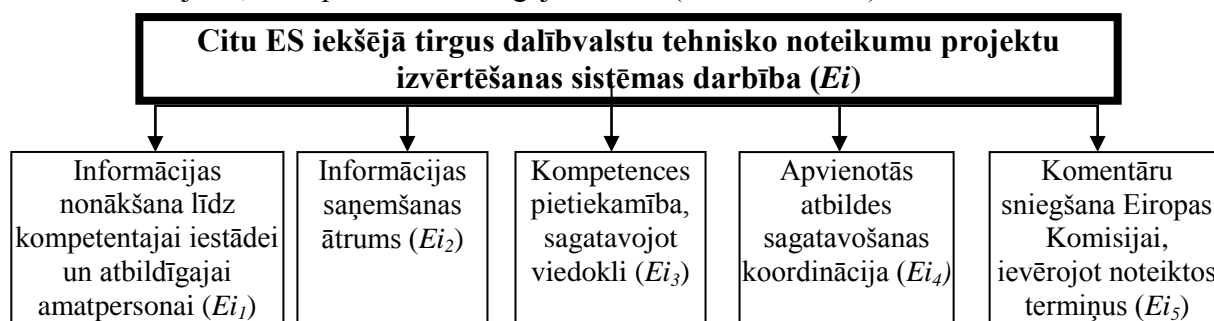 Citu ES iekšējā tirgus dalībvalstu tehnisko noteikumu projektu
izvērtēšanas sistēmas darbība (Ei)
Informācijas
nonākšana līdz
kompetentajai iestādei
un atbildīgajai
amatpersonai (Ei₁)
Informācijas
saņemšanas
ātrums (Ei₂)
Kompetences
pietiekamība,
sagatavojot
viedokli (Ei₃)
Apvienotās
atbildes
sagatavošanas
koordinācija (Ei₄)
Komentāru
sniegšana Eiropas
Komisijai,
ievērojot noteiktos
termiņus (Ei₅)